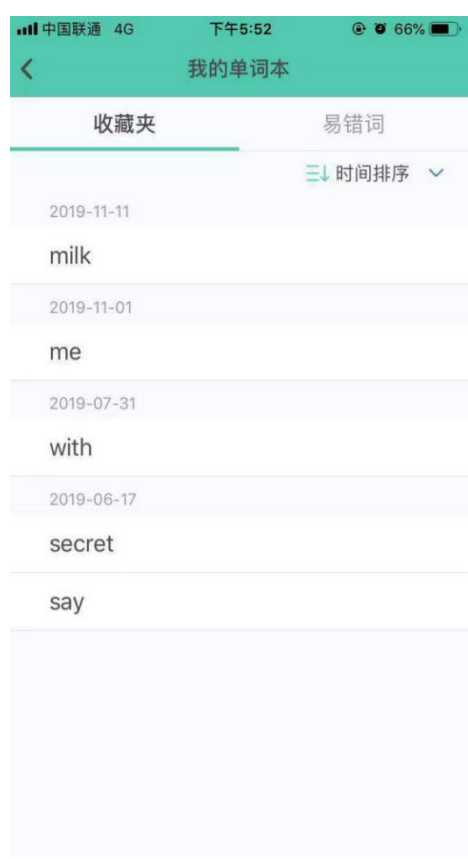 中国联通 4G 下午5:52 66%
我的单词本
收藏夹 易错词
时间排序
2019-11-11
milk
2019-11-01
me
2019-07-31
with
2019-06-17
secret
say